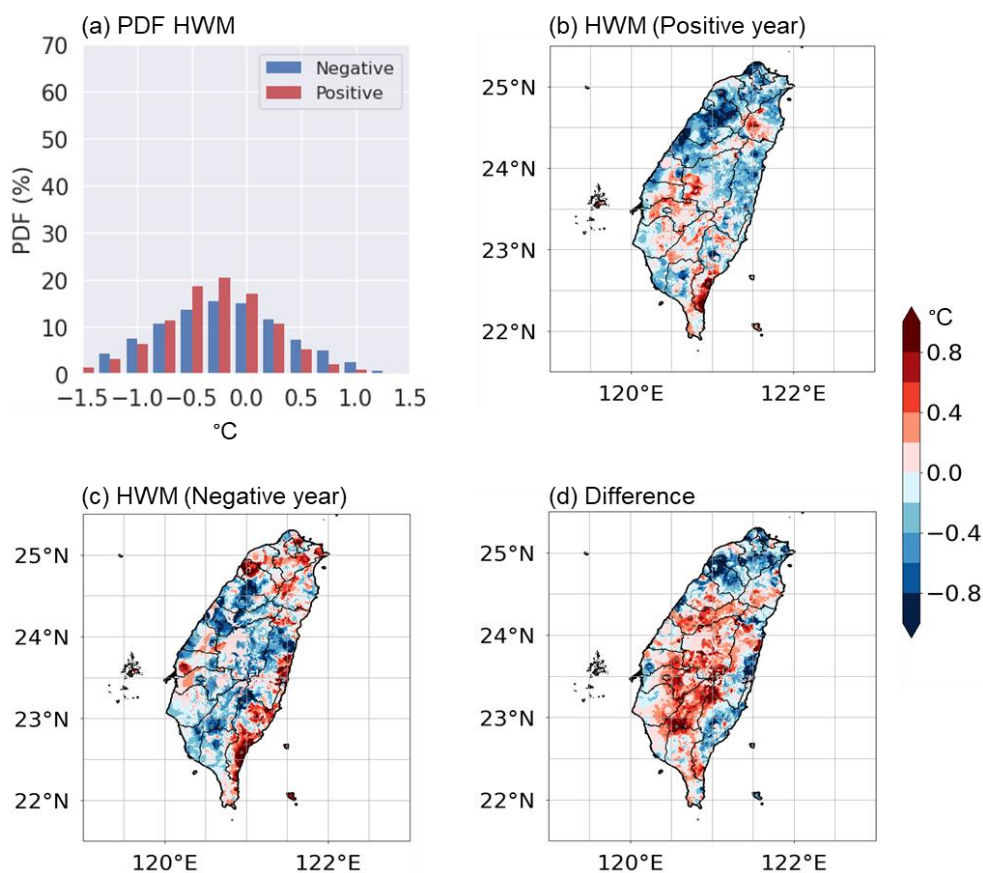 (a) PDF HWM
70
60
50
40
30
20
10
0
PDF (%)
Negative
Positive
−1.5 −1.0 −0.5 0.0 0.5 1.0 1.5
°C
(b) HWM (Positive year)
25°N
24°N
23°N
22°N
120°E 122°E
°C
0.8
0.4
0.0
−0.4
−0.8
(c) HWM (Negative year)
25°N
24°N
23°N
22°N
120°E 122°E
(d) Difference
25°N
24°N
23°N
22°N
120°E 122°E